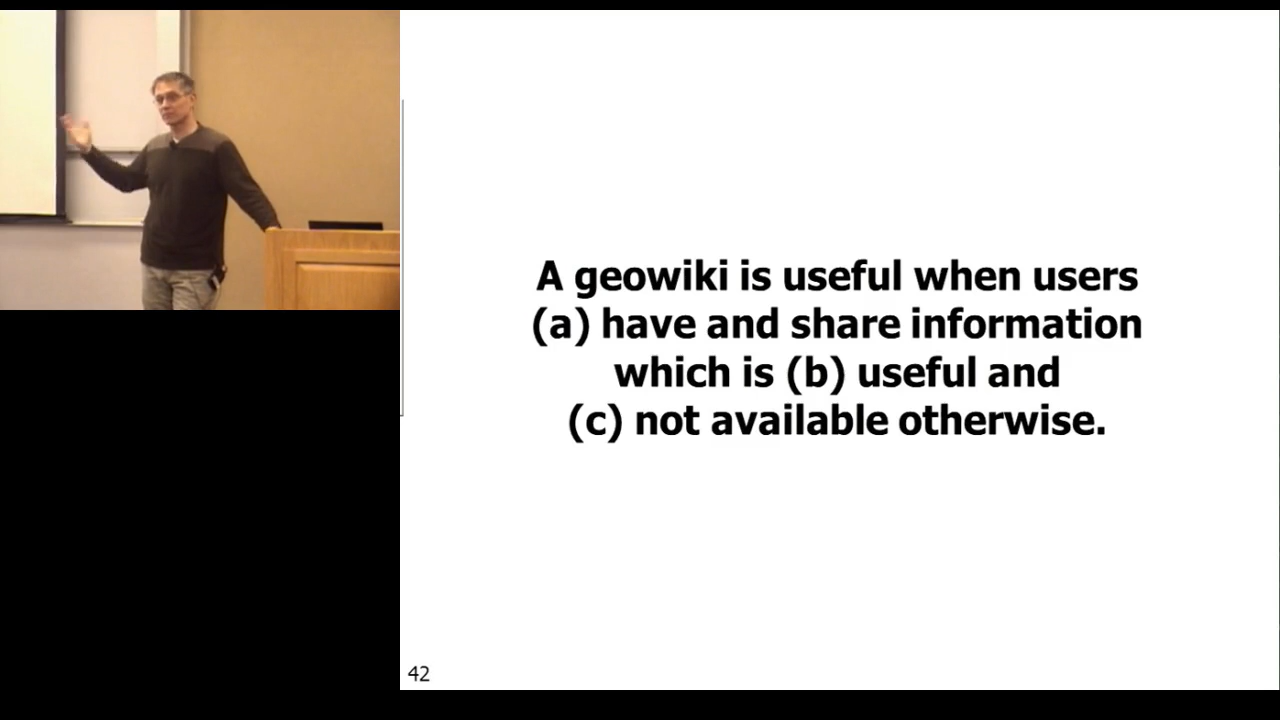 A geowiki is useful when users
(a) have and share information
which is (b) useful and
(c) not available otherwise.
42